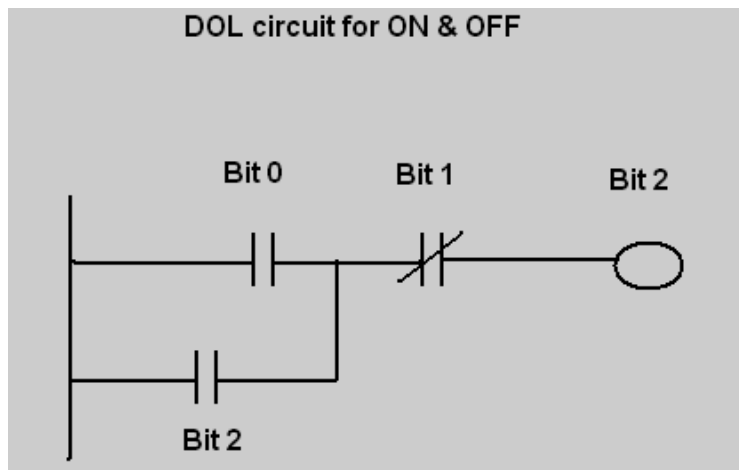 DOL circuit for ON & OFF
Bit 0
Bit 1
Bit 2
Bit 2